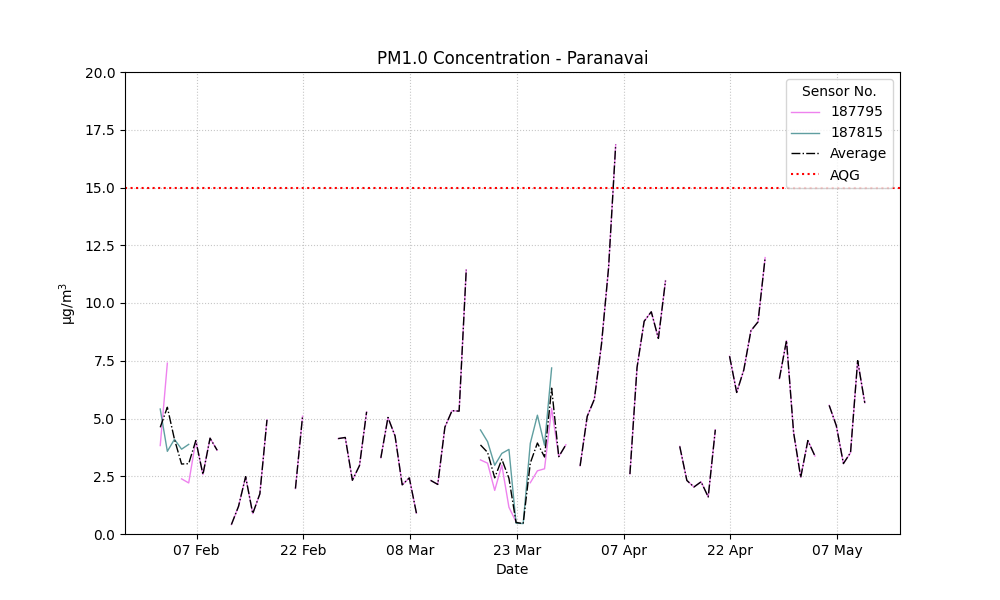 PM1.0 Concentration - Paranavai
Sensor No.
187795
187815
Average
AQG
20.0
17.5
15.0
12.5
10.0
7.5
5.0
2.5
0.0
µg/m³
07 Feb
22 Feb
08 Mar
23 Mar
07 Apr
22 Apr
07 May
Date